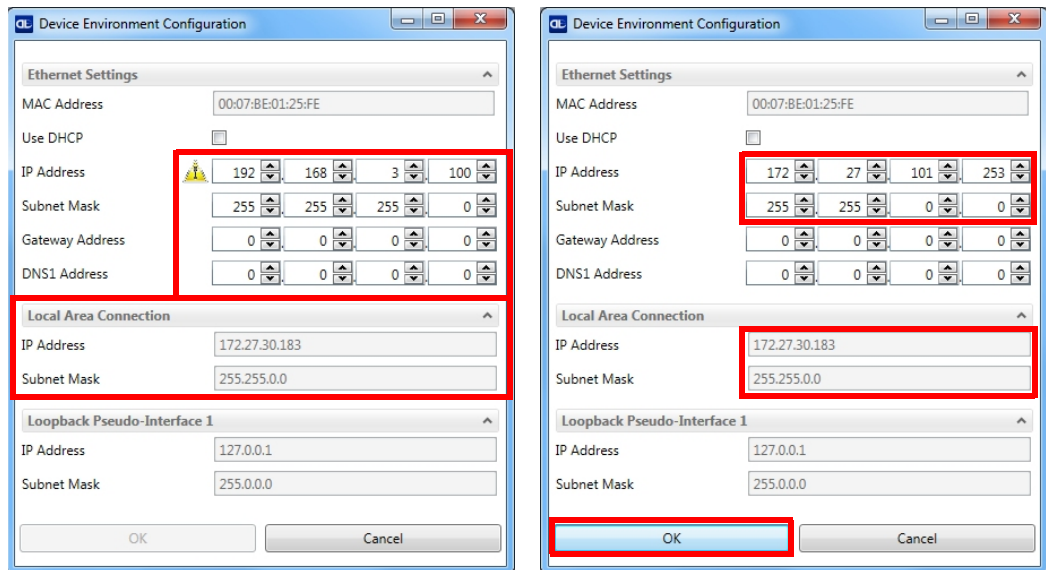 Device Environment Configuration
Ethernet Settings
MAC Address 00:07:BE:01:25:FE
Use DHCP
IP Address 192 . 168 . 3 . 100
Subnet Mask 255 . 255 . 255 . 0
Gateway Address 0 . 0 . 0 . 0
DNS1 Address 0 . 0 . 0 . 0
Local Area Connection
IP Address 172.27.30.183
Subnet Mask 255.255.0.0
Loopback Pseudo-Interface 1
IP Address 127.0.0.1
Subnet Mask 255.0.0.0
OK Cancel
Device Environment Configuration
Ethernet Settings
MAC Address 00:07:BE:01:25:FE
Use DHCP
IP Address 172 . 27 . 101 . 253
Subnet Mask 255 . 255 . 0 . 0
Gateway Address 0 . 0 . 0 . 0
DNS1 Address 0 . 0 . 0 . 0
Local Area Connection
IP Address 172.27.30.183
Subnet Mask 255.255.0.0
Loopback Pseudo-Interface 1
IP Address 127.0.0.1
Subnet Mask 255.0.0.0
OK Cancel